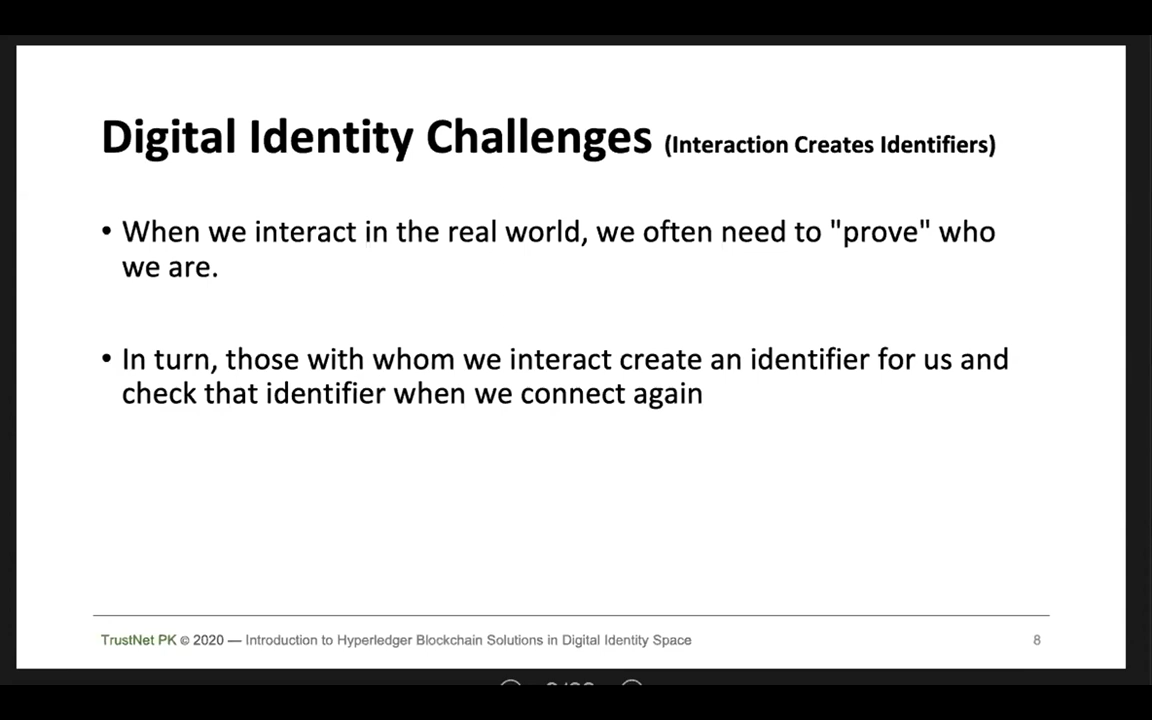 Digital Identity Challenges (Interaction Creates Identifiers)
• When we interact in the real world, we often need to "prove" who
we are.
• In turn, those with whom we interact create an identifier for us and
check that identifier when we connect again
TrustNet PK © 2020 — Introduction to Hyperledger Blockchain Solutions in Digital Identity Space
8